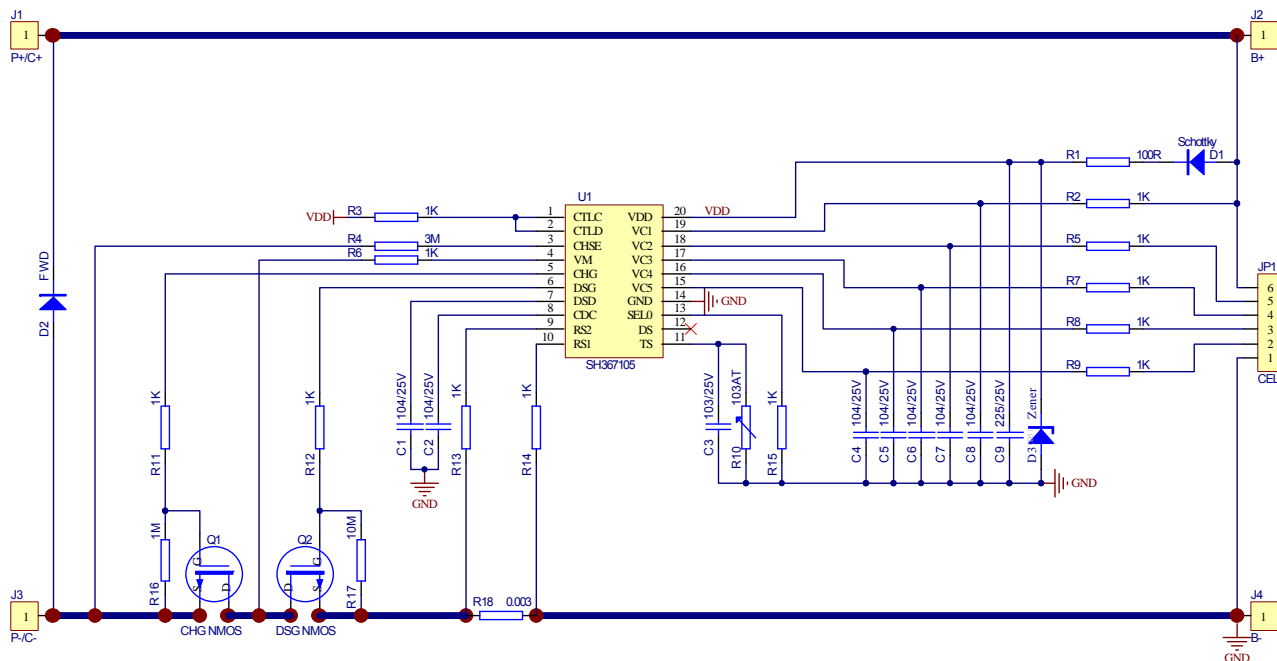 J1
1
P+/C+
J2
1
B+
Schottky
R1 100R D1
U1
VDD R3 1K
1 CTLC VDD 20 VDD
R2 1K
2 CTLD VC1 19
R4 3M
3 CHSE VC2 18
R5 1K
R6 1K
4 VM VC3 17
5 CHG VC4 16
6 DSG VC5 15
7 DSD GND 14 GND
8 CDC SEL0 13
9 RS2 DS 12
10 RS1 TS 11
SH367105
R7 1K
R8 1K
R9 1K
JP1
6
5
4
3
2
1
CEL
D2 FWD
R11 1K
R12 1K
C1 104/25V
C2 104/25V
GND
R13 1K
R14 1K
C3 103/25V
R10 103AT
R15 1K
C4 104/25V
C5 104/25V
C6 104/25V
C7 104/25V
C8 104/25V
C9 225/25V
D3 Zener
GND
R16 1M
Q1
G
S
D
CHG NMOS
Q2
G
D
S
DSG NMOS
R17 10M
R18 0.003
J3
1
P-/C-
J4
1
B-
GND